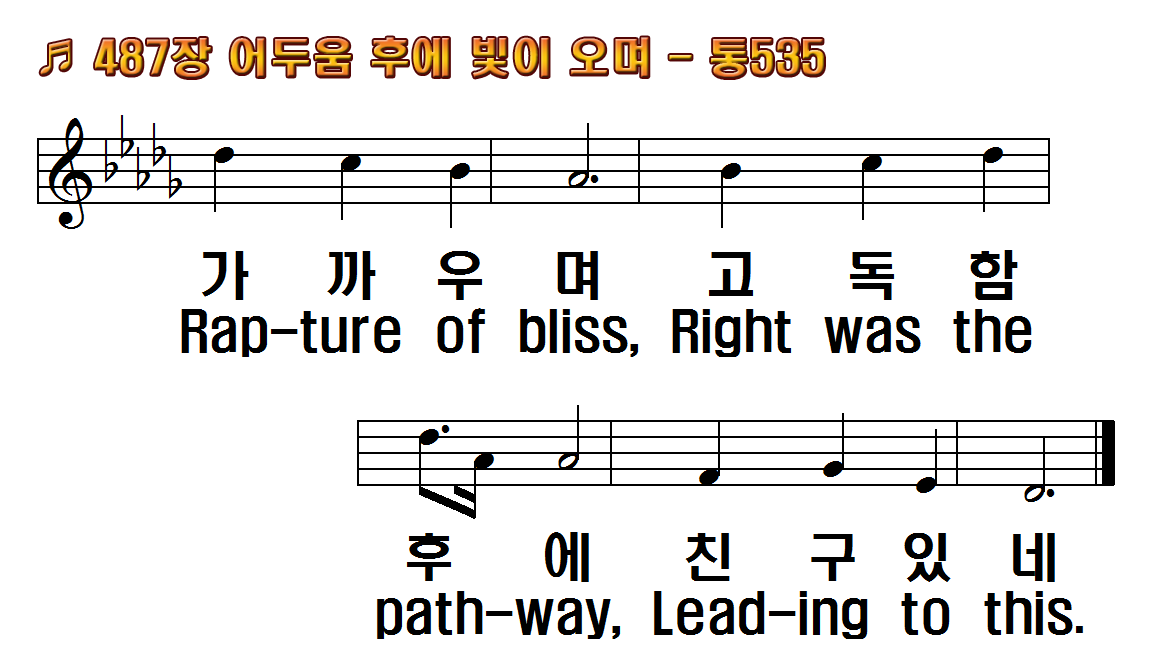 ♬ 487장 어두움 후에 빛이 오며 - 통535
가 까 우 며 고 독 함
Rap-ture of bliss, Right was the
후 에 친 구 있 네
path-way, Lead-ing to this.